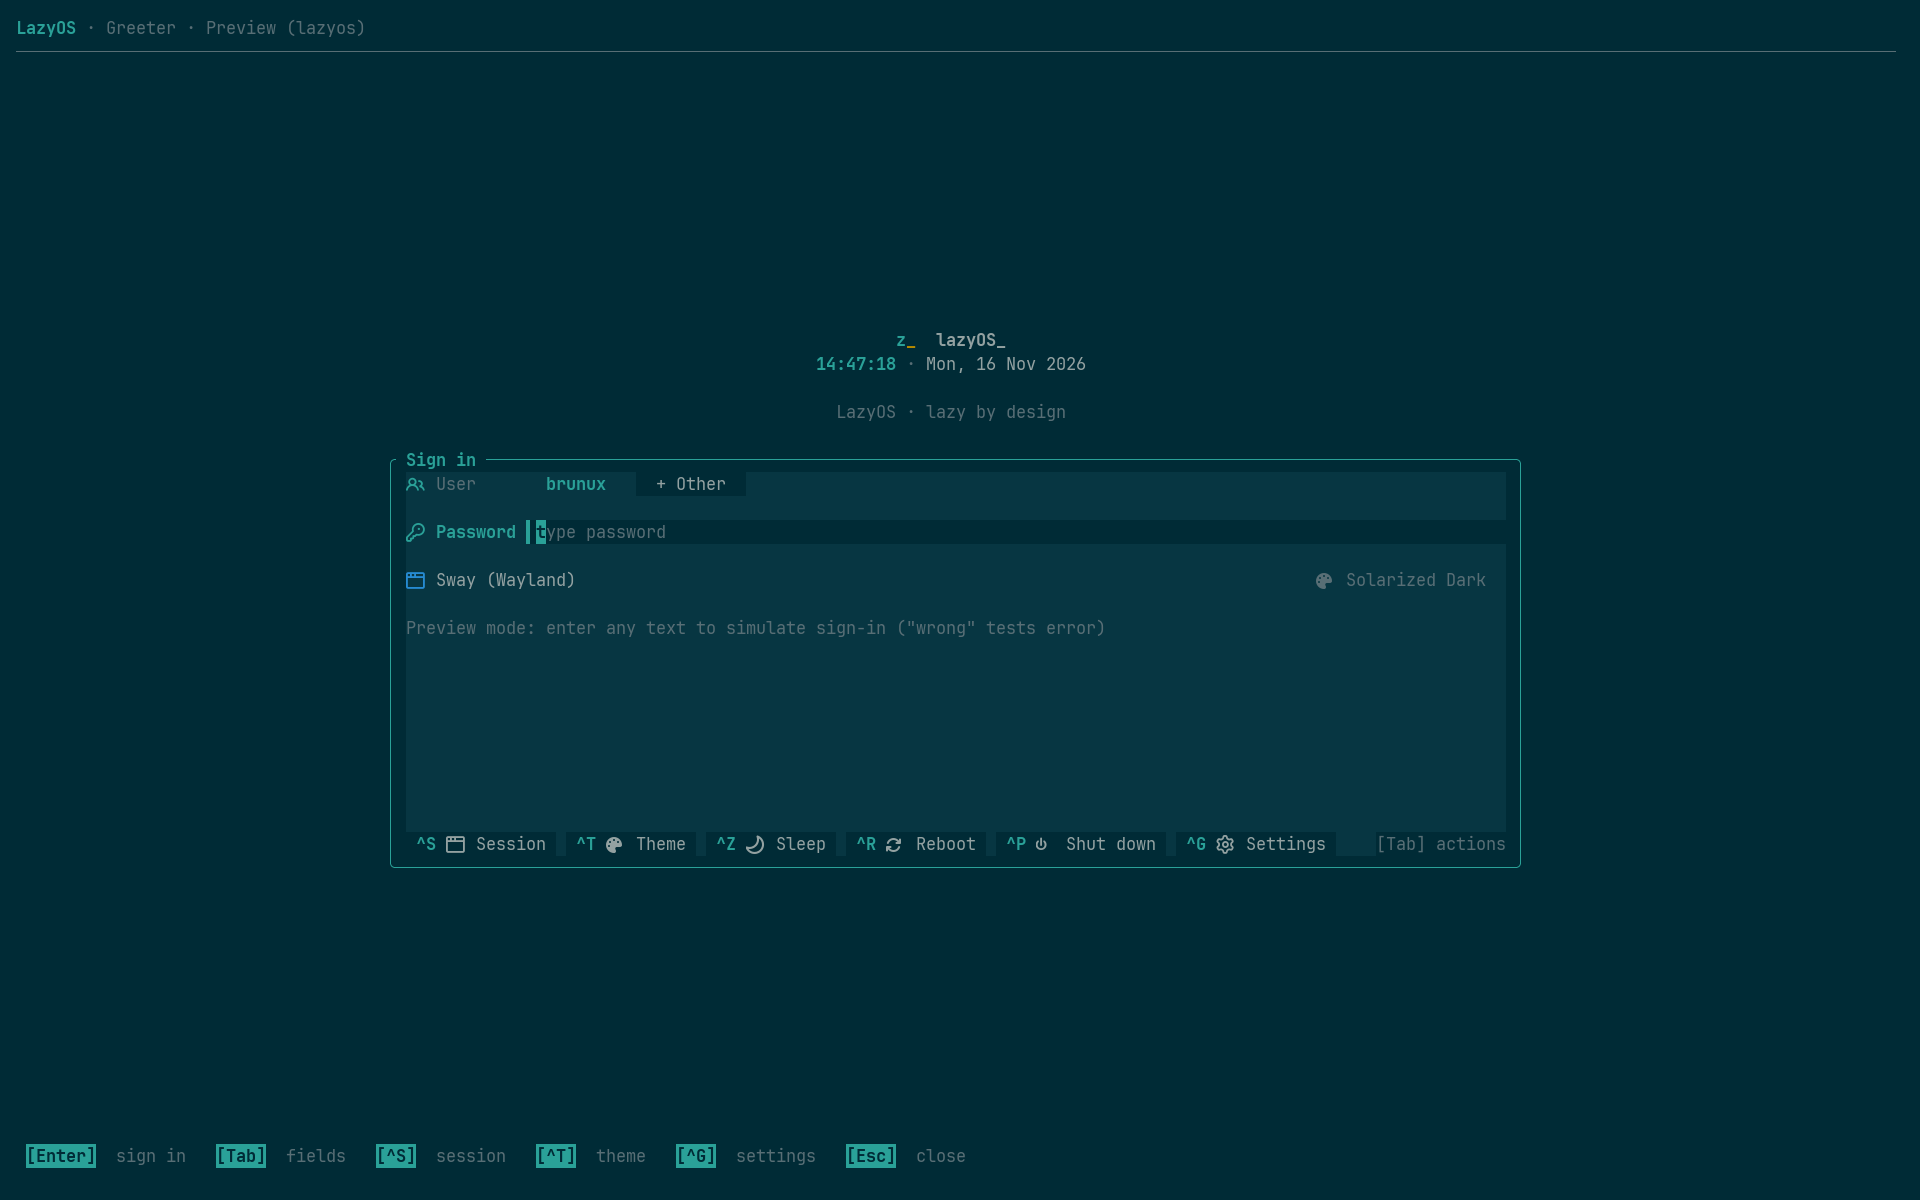 LazyOS · Greeter · Preview (lazyos)
z_ lazyOS_
14:47:18 · Mon, 16 Nov 2026
LazyOS · lazy by design
Sign in
User brunux + Other
Password type password
Sway (Wayland) Solarized Dark
Preview mode: enter any text to simulate sign-in ("wrong" tests error)
^S Session ^T Theme ^Z Sleep ^R Reboot ^P Shut down ^G Settings [Tab] actions
[Enter] sign in [Tab] fields [^S] session [^T] theme [^G] settings [Esc] close